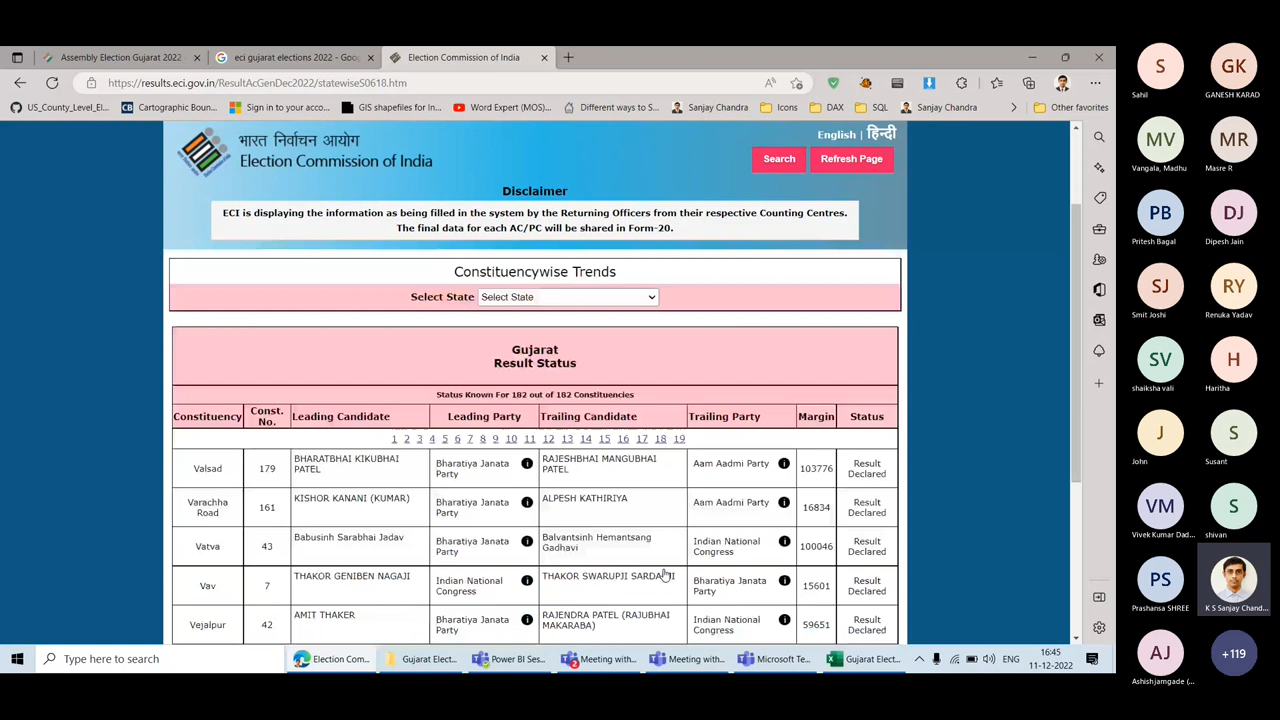 Assembly Election Gujarat 2022
eci gujarat elections 2022 - Goo
Election Commission of India
https://results.eci.gov.in/ResultAcGenDec2022/statewiseS0618.htm
US_County_Level_El...
Cartographic Boun...
Sign in to your acco...
GIS shapefiles for In...
Word Expert (MOS)...
Different ways to S...
Sanjay Chandra
Icons
DAX
SQL
Sanjay Chandra
Other favorites
भारत निर्वाचन आयोग
Election Commission of India
English | हिन्दी
Search
Refresh Page
Disclaimer
ECI is displaying the information as being filled in the system by the Returning Officers from their respective Counting Centres.
The final data for each AC/PC will be shared in Form-20.
Constituencywise Trends
Select State Select State
Gujarat
Result Status
Status Known For 182 out of 182 Constituencies
Constituency Const. No. Leading Candidate Leading Party Trailing Candidate Trailing Party Margin Status
1 2 3 4 5 6 7 8 9 10 11 12 13 14 15 16 17 18 19
Valsad 179 BHARATBHAI KIKUBHAI PATEL Bharatiya Janata Party i RAJESHBHAI MANGUBHAI PATEL Aam Aadmi Party i 103776 Result Declared
Varachha Road 161 KISHOR KANANI (KUMAR) Bharatiya Janata Party i ALPESH KATHIRIYA Aam Aadmi Party i 16834 Result Declared
Vatva 43 Babusinh Sarabhai Jadav Bharatiya Janata Party i Balvantsinh Hemantsang Gadhavi Indian National Congress i 100046 Result Declared
Vav 7 THAKOR GENIBEN NAGAJI Indian National Congress i THAKOR SWARUPJI Bharatiya Janata Party i 15601 Result Declared
Vejalpur 42 AMIT THAKER Bharatiya Janata Party i RAJENDRA PATEL (RAJUBHAI MAKARABA) Indian National Congress i 59651 Result Declared
Type here to search
Election Com...
Gujarat Elect...
Power BI Ses...
Meeting with...
Meeting with...
Microsoft Te...
Gujarat Elect...
ENG
16:45
11-12-2022
S
Sahil
GK
GANESH KARAD
MV
Vangala, Madhu
MR
Masre R
PB
Pritesh Bagal
DJ
Dipesh Jain
SJ
Smit Joshi
RY
Renuka Yadav
SV
shaiksha vali
H
Haritha
J
John
S
Susant
VM
Vivek Kumar Dad...
S
shivan
PS
Prashansa SHREE
K S Sanjay Chand...
AJ
Ashish jamgade (...
+119